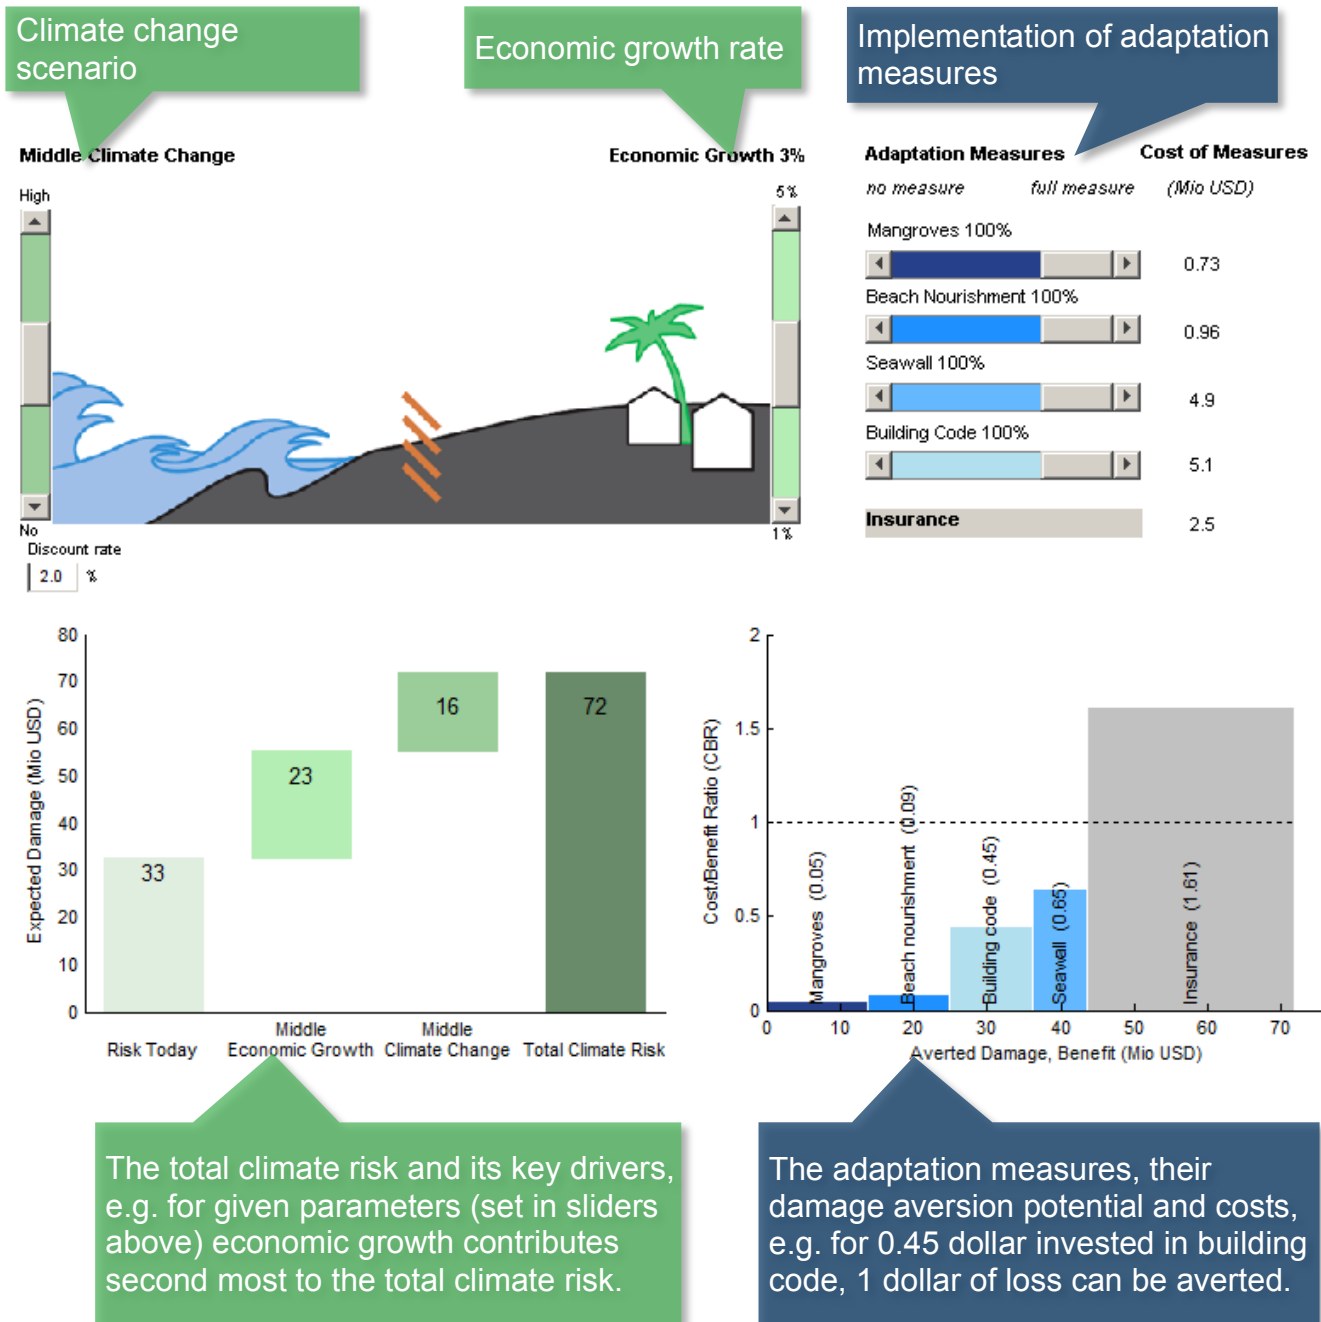 Climate change
scenario
Economic growth rate
Implementation of adaptation
measures
Middle Climate Change
Economic Growth 3%
Adaptation Measures
Cost of Measures
no measure
full measure
(Mio USD)
High
5 %
Mangroves 100%
0.73
Beach Nourishment 100%
0.96
Seawall 100%
4.9
Building Code 100%
5.1
Insurance
2.5
No
1 %
Discount rate
2.0 %
80
70
60
50
40
30
20
10
0
Expected Damage (Mio USD)
33
23
16
72
Risk Today
Middle
Economic Growth
Middle
Climate Change
Total Climate Risk
2
1.5
1
0.5
0
Cost/Benefit Ratio (CBR)
Mangroves (0.05)
Beach nourishment (0.09)
Building code (0.45)
Seawall (0.65)
Insurance (1.61)
0 10 20 30 40 50 60 70
Averted Damage, Benefit (Mio USD)
The total climate risk and its key drivers,
e.g. for given parameters (set in sliders
above) economic growth contributes
second most to the total climate risk.
The adaptation measures, their
damage aversion potential and costs,
e.g. for 0.45 dollar invested in building
code, 1 dollar of loss can be averted.